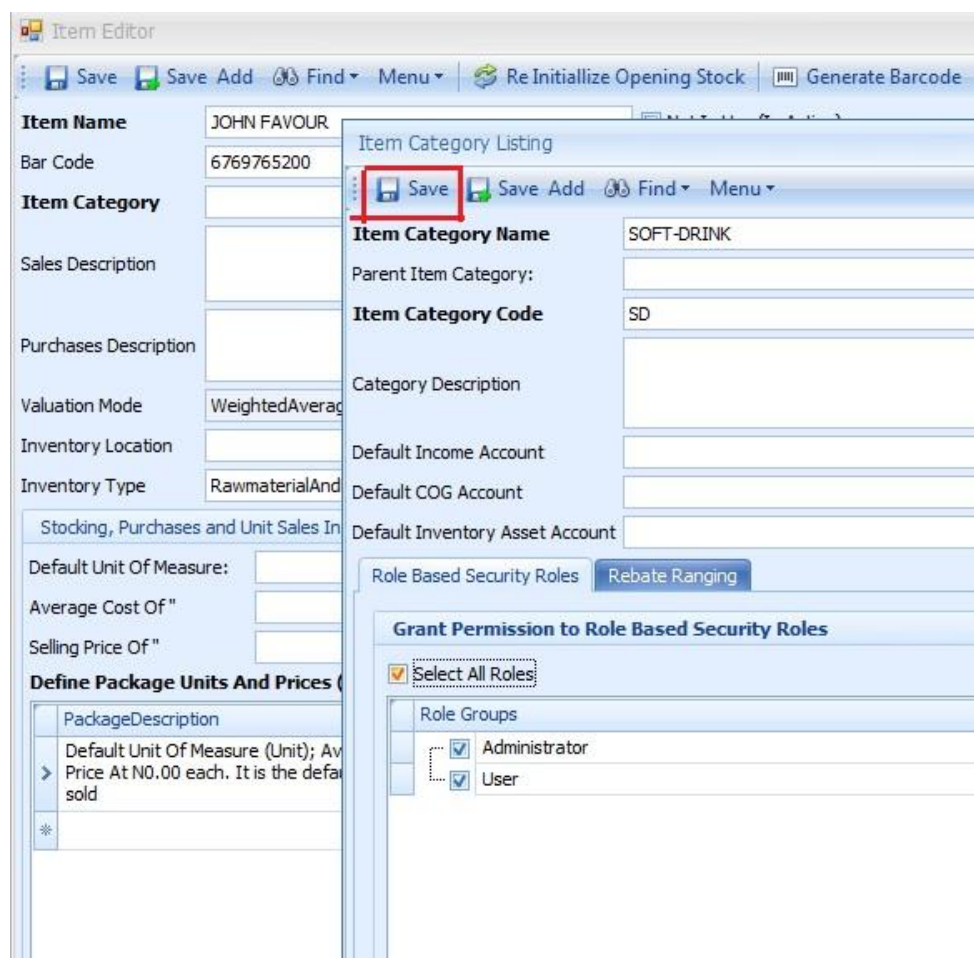 Item Editor
Save Save Add Find Menu Re Initiallize Opening Stock Generate Barcode
Item Name JOHN FAVOUR
Bar Code 6769765200
Item Category
Sales Description
Purchases Description
Valuation Mode WeightedAverag
Inventory Location
Inventory Type RawmaterialAnd
Stocking, Purchases and Unit Sales In
Default Unit Of Measure:
Average Cost Of "
Selling Price Of "
Define Package Units And Prices (
PackageDescription
Default Unit Of Measure (Unit); Av
Price At N0.00 each. It is the defau
sold
Item Category Listing
Save Save Add Find Menu
Item Category Name SOFT-DRINK
Parent Item Category:
Item Category Code SD
Category Description
Default Income Account
Default COG Account
Default Inventory Asset Account
Role Based Security Roles Rebate Ranging
Grant Permission to Role Based Security Roles
Select All Roles
Role Groups
Administrator
User